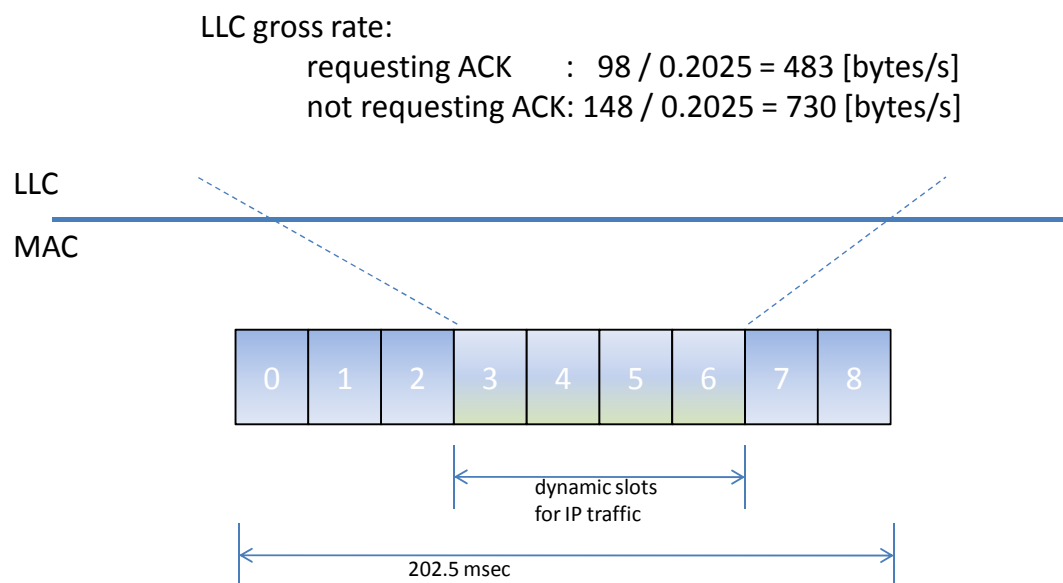 LLC gross rate:
requesting ACK : 98 / 0.2025 = 483 [bytes/s]
not requesting ACK: 148 / 0.2025 = 730 [bytes/s]
LLC
MAC
0 1 2 3 4 5 6 7 8
dynamic slots
for IP traffic
202.5 msec